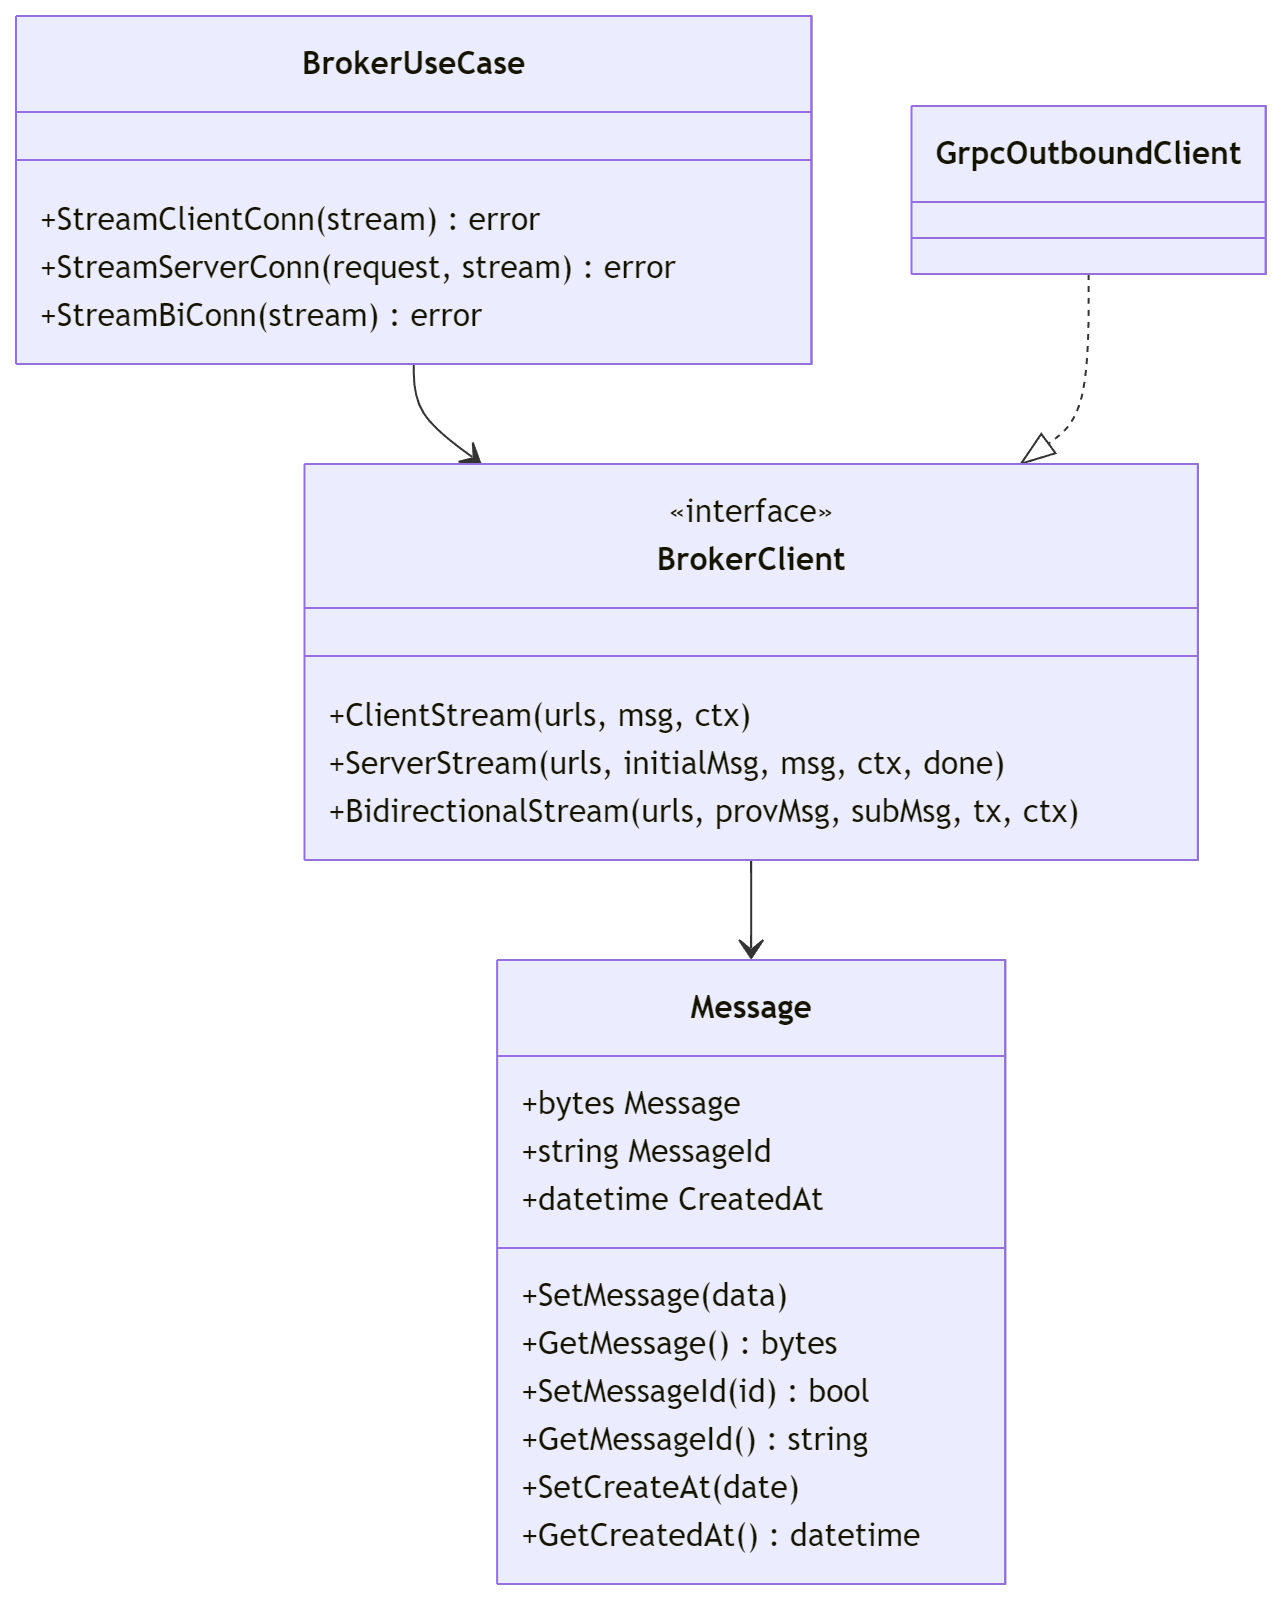 BrokerUseCase
+StreamClientConn(stream) : error
+StreamServerConn(request, stream) : error
+StreamBiConn(stream) : error
GrpcOutboundClient
«interface»
BrokerClient
+ClientStream(urls, msg, ctx)
+ServerStream(urls, initialMsg, msg, ctx, done)
+BidirectionalStream(urls, provMsg, subMsg, tx, ctx)
Message
+bytes Message
+string MessageId
+datetime CreatedAt
+SetMessage(data)
+GetMessage() : bytes
+SetMessageId(id) : bool
+GetMessageId() : string
+SetCreateAt(date)
+GetCreatedAt() : datetime